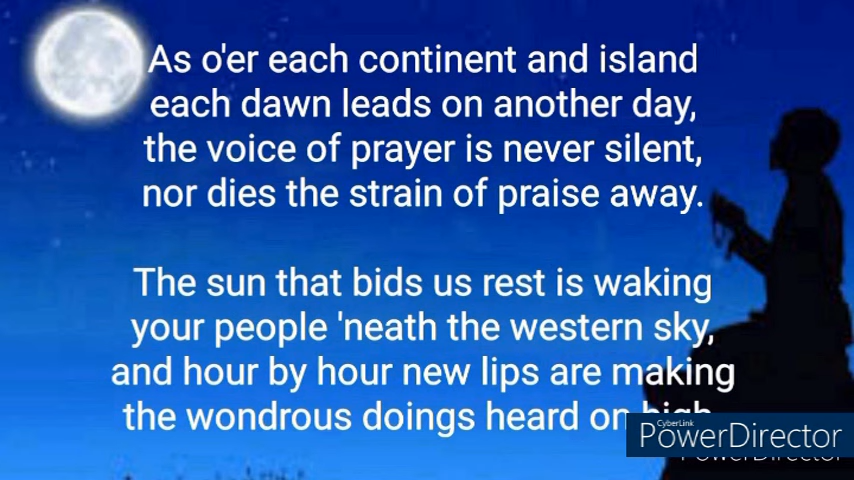 As o'er each continent and island
each dawn leads on another day,
the voice of prayer is never silent,
nor dies the strain of praise away.
The sun that bids us rest is waking
your people 'neath the western sky,
and hour by hour new lips are making
the wondrous doings heard on high.
CyberLink
PowerDirector
PowerDirector